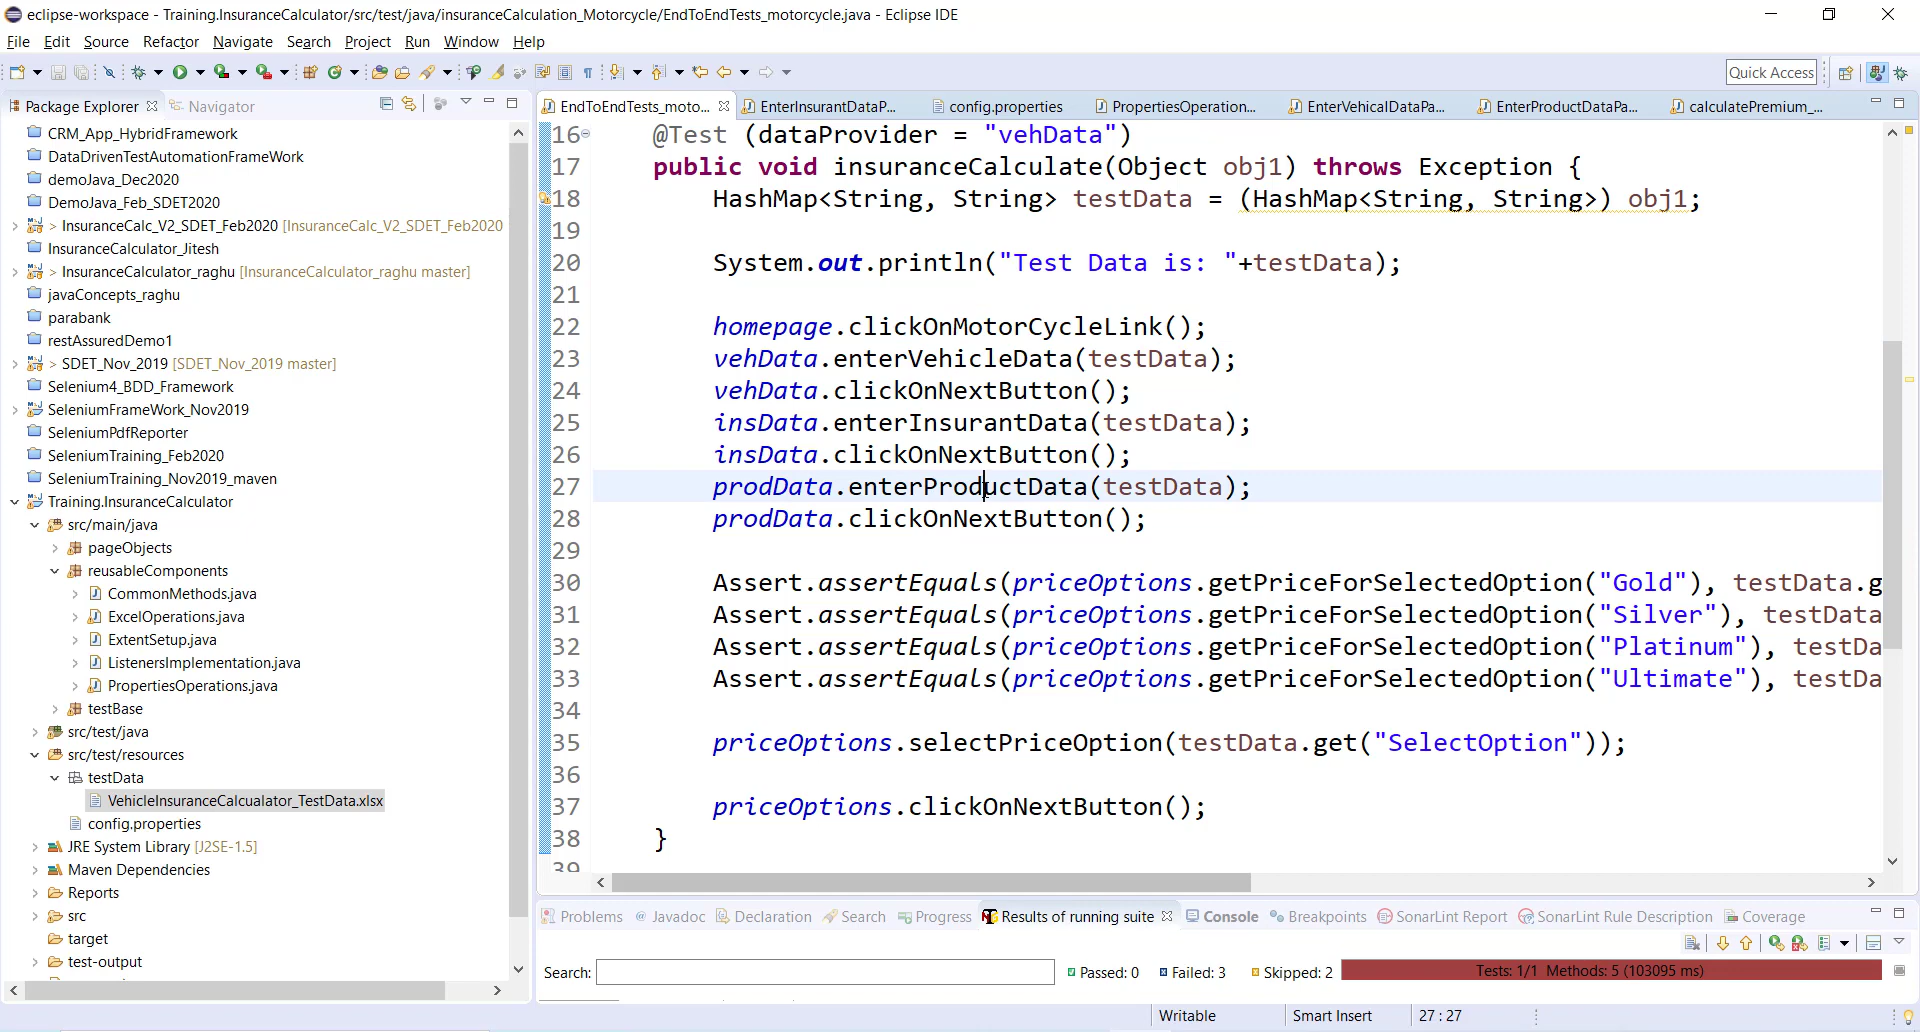 eclipse-workspace - Training.InsuranceCalculator/src/test/java/insuranceCalculation_Motorcycle/EndToEndTests_motorcycle.java - Eclipse IDE
File Edit Source Refactor Navigate Search Project Run Window Help
Quick Access
Package Explorer Navigator
CRM_App_HybridFramework
DataDrivenTestAutomationFrameWork
demoJava_Dec2020
DemoJava_Feb_SDET2020
> InsuranceCalc_V2_SDET_Feb2020 [InsuranceCalc_V2_SDET_Feb2020
InsuranceCalculator_Jitesh
> InsuranceCalculator_raghu [InsuranceCalculator_raghu master]
javaConcepts_raghu
parabank
restAssuredDemo1
> SDET_Nov_2019 [SDET_Nov_2019 master]
Selenium4_BDD_Framework
SeleniumFrameWork_Nov2019
SeleniumPdfReporter
SeleniumTraining_Feb2020
SeleniumTraining_Nov2019_maven
Training.InsuranceCalculator
src/main/java
pageObjects
reusableComponents
CommonMethods.java
ExcelOperations.java
ExtentSetup.java
ListenersImplementation.java
PropertiesOperations.java
testBase
src/test/java
src/test/resources
testData
VehicleInsuranceCalcualator_TestData.xlsx
config.properties
JRE System Library [J2SE-1.5]
Maven Dependencies
Reports
src
target
test-output
EndToEndTests_moto... EnterInsurantDataP... config.properties PropertiesOperation... EnterVehicalDataPa... EnterProductDataPa... calculatePremium_...
16 @Test (dataProvider = "vehData")
17 public void insuranceCalculate(Object obj1) throws Exception {
18 HashMap<String, String> testData = (HashMap<String, String>) obj1;
19
20 System.out.println("Test Data is: "+testData);
21
22 homepage.clickOnMotorCycleLink();
23 vehData.enterVehicleData(testData);
24 vehData.clickOnNextButton();
25 insData.enterInsurantData(testData);
26 insData.clickOnNextButton();
27 prodData.enterProductData(testData);
28 prodData.clickOnNextButton();
29
30 Assert.assertEquals(priceOptions.getPriceForSelectedOption("Gold"), testData.g
31 Assert.assertEquals(priceOptions.getPriceForSelectedOption("Silver"), testData
32 Assert.assertEquals(priceOptions.getPriceForSelectedOption("Platinum"), testDa
33 Assert.assertEquals(priceOptions.getPriceForSelectedOption("Ultimate"), testDa
34
35 priceOptions.selectPriceOption(testData.get("SelectOption"));
36
37 priceOptions.clickOnNextButton();
38 }
39
Problems Javadoc Declaration Search Progress Results of running suite Console Breakpoints SonarLint Report SonarLint Rule Description Coverage
Search: Passed: 0 Failed: 3 Skipped: 2 Tests: 1/1 Methods: 5 (103095 ms)
Writable Smart Insert 27 : 27